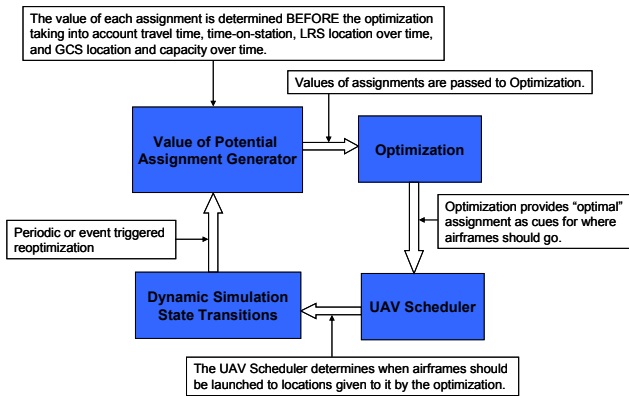 The value of each assignment is determined BEFORE the optimization
taking into account travel time, time-on-station, LRS location over time,
and GCS location and capacity over time.
Values of assignments are passed to Optimization.
Value of Potential
Assignment Generator
Optimization
Optimization provides “optimal”
assignment as cues for where
airframes should go.
Periodic or event triggered
reoptimization
Dynamic Simulation
State Transitions
UAV Scheduler
The UAV Scheduler determines when airframes should
be launched to locations given to it by the optimization.